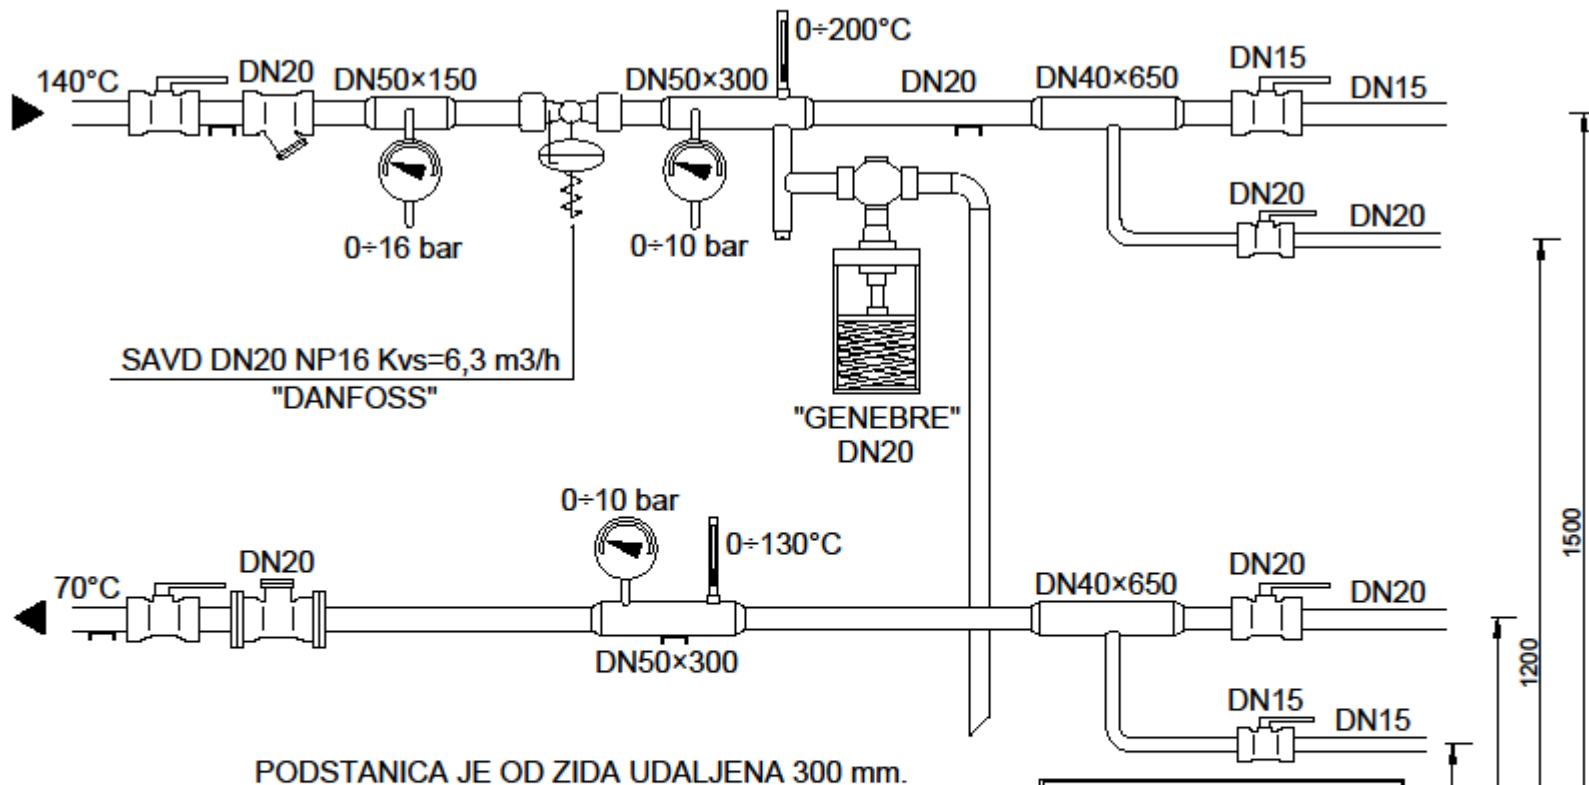 0÷200°C
140°C
DN20
DN50×150
DN50×300
DN20
DN40×650
DN15
DN15
0÷16 bar
0÷10 bar
DN20
DN20
SAVD DN20 NP16 Kvs=6,3 m3/h
"DANFOSS"
"GENEBRE"
DN20
1500
1200
0÷10 bar
0÷130°C
70°C
DN20
DN50×300
DN40×650
DN20
DN20
DN15
DN15
PODSTANICA JE OD ZIDA UDALJENA 300 mm.